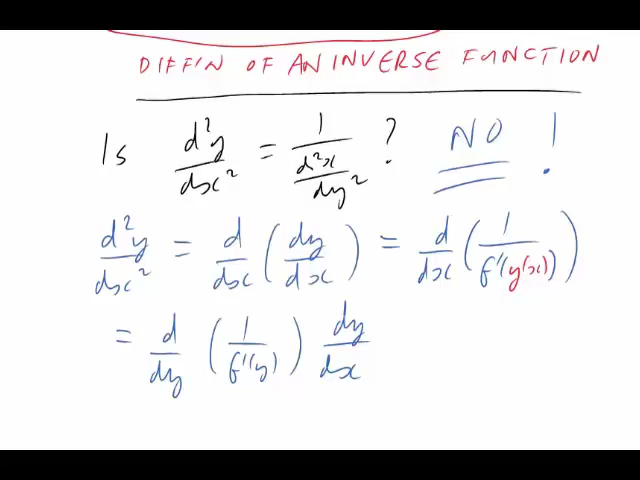 DIFF'N OF AN INVERSE FUNCTION
Is d²y/dx² = 1/(d²x/dy²) ? NO !
d²y/dx² = d/dx (dy/dx) = d/dx (1/f'(y(x)))
= d/dy (1/f'(y)) dy/dx